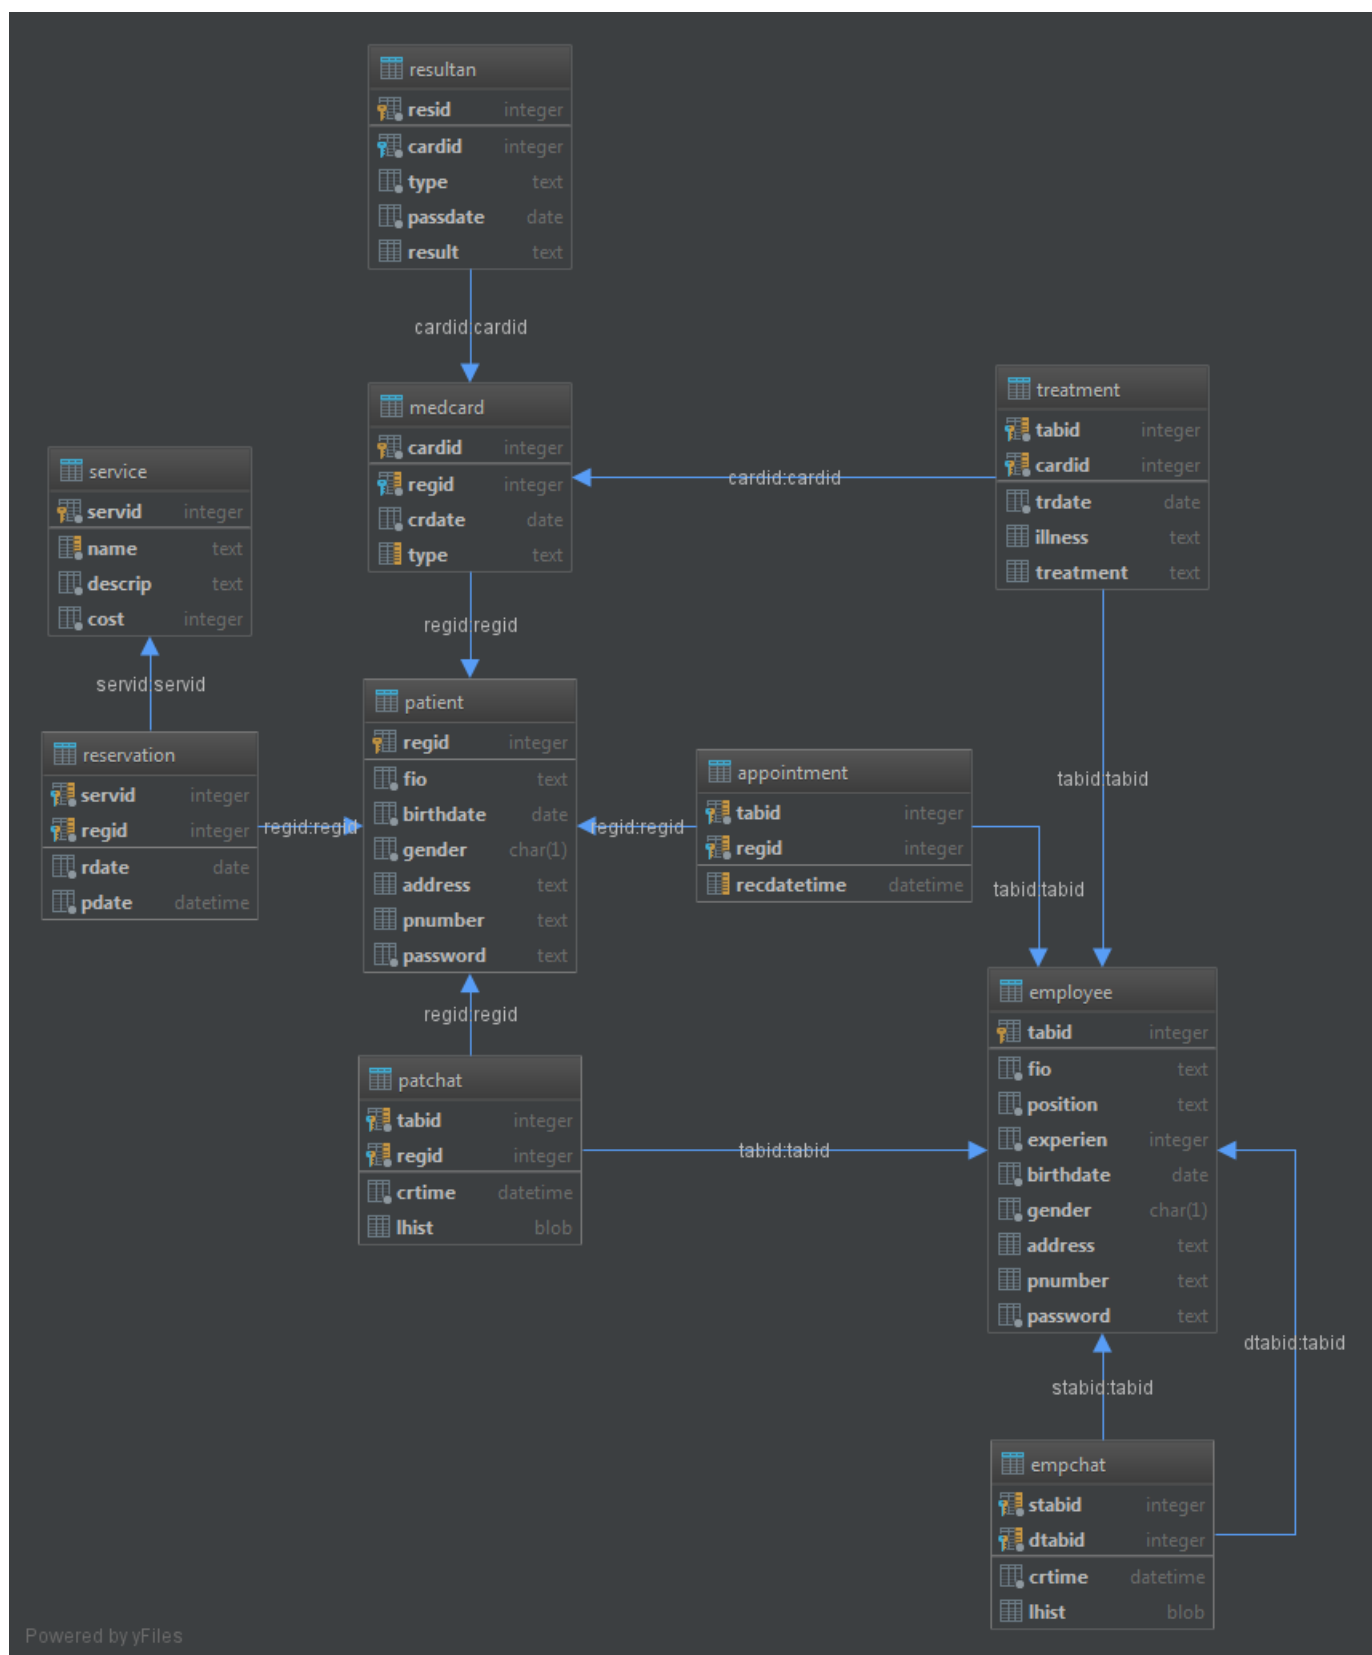 resultan
resid integer
cardid integer
type text
passdate date
result text
cardid:cardid
medcard
cardid integer
regid integer
crdate date
type text
regid:regid
treatment
tabid integer
cardid integer
trdate date
illness text
treatment text
cardid:cardid
service
servid integer
name text
descrip text
cost integer
servid:servid
reservation
servid integer
regid integer
rdate date
pdate datetime
regid:regid
patient
regid integer
fio text
birthdate date
gender char(1)
address text
pnumber text
password text
regid:regid
appointment
tabid integer
regid integer
recdatetime datetime
tabid:tabid
tabid:tabid
regid:regid
patchat
tabid integer
regid integer
crtime datetime
lhist blob
tabid:tabid
employee
tabid integer
fio text
position text
experien integer
birthdate date
gender char(1)
address text
pnumber text
password text
dtabid:tabid
stabid:tabid
empchat
stabid integer
dtabid integer
crtime datetime
lhist blob
Powered by yFiles